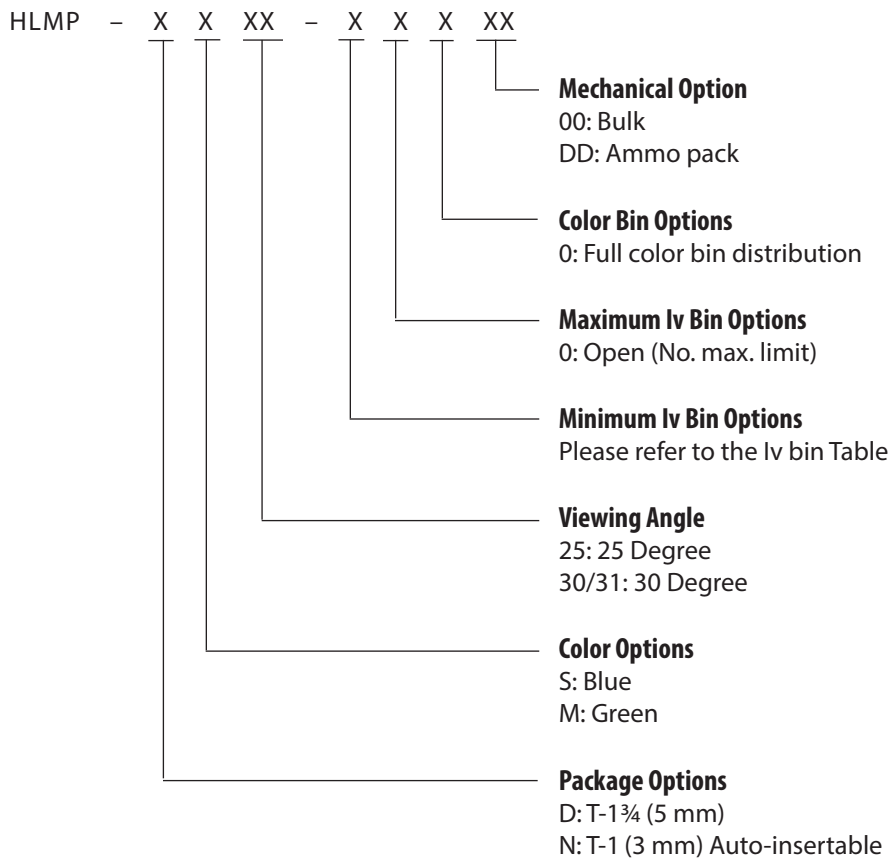 HLMP – X X XX – X X X XX
Mechanical Option
00: Bulk
DD: Ammo pack
Color Bin Options
0: Full color bin distribution
Maximum Iv Bin Options
0: Open (No. max. limit)
Minimum Iv Bin Options
Please refer to the Iv bin Table
Viewing Angle
25: 25 Degree
30/31: 30 Degree
Color Options
S: Blue
M: Green
Package Options
D: T-1¾ (5 mm)
N: T-1 (3 mm) Auto-insertable